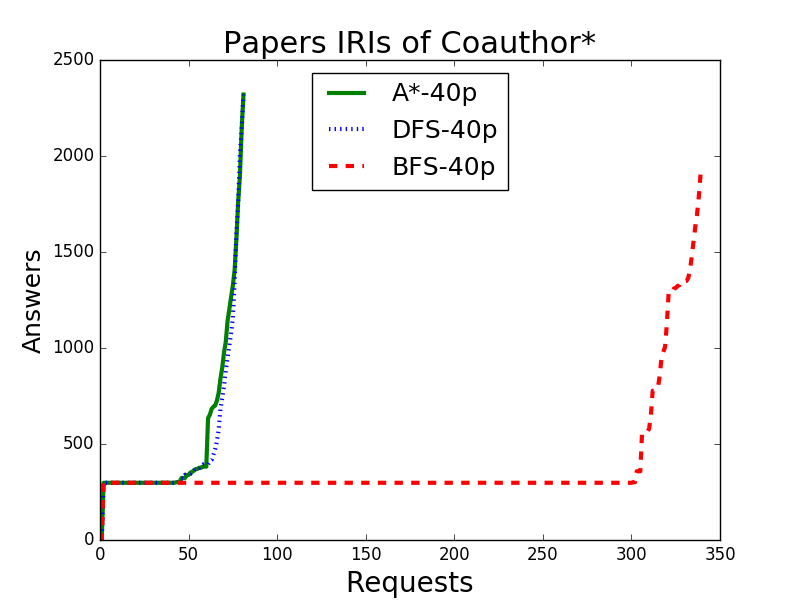 Papers IRIs of Coauthor*
A*-40p
DFS-40p
BFS-40p
Answers
2500
2000
1500
1000
500
0
0 50 100 150 200 250 300 350
Requests